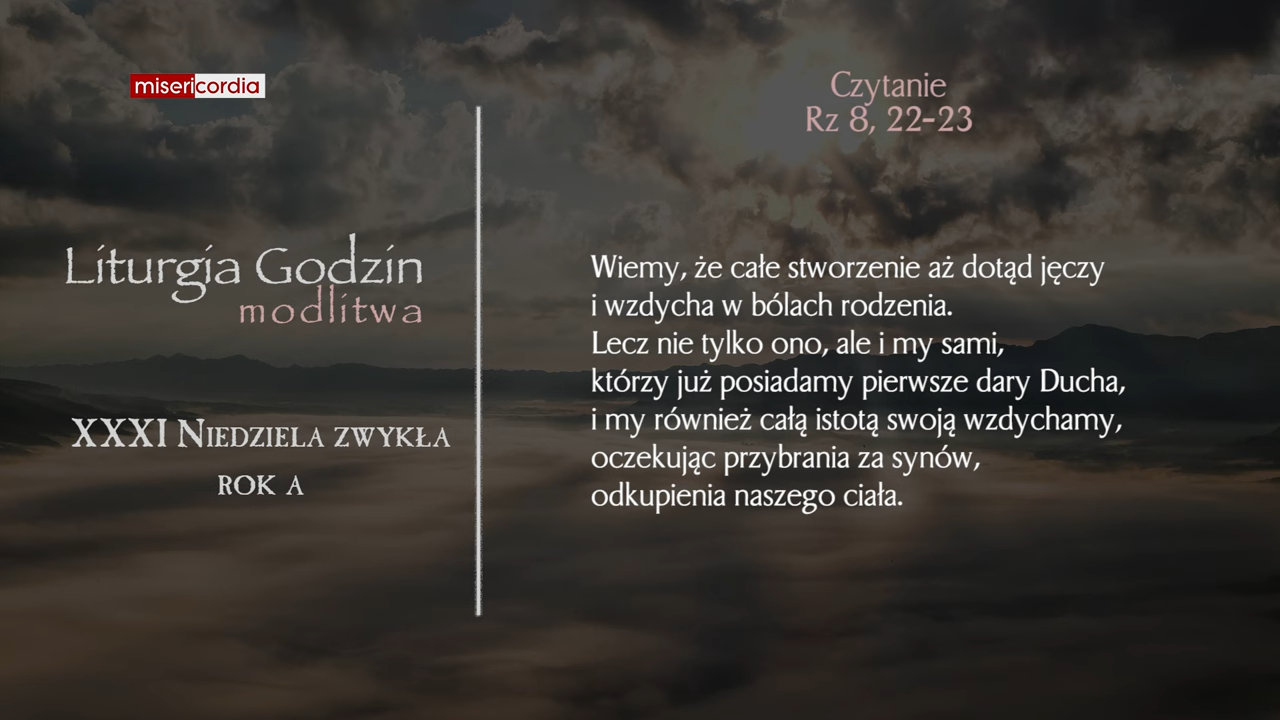 misericordia
Liturgia Godzin
modlitwa
XXXI Niedziela zwykła
rok A
Czytanie
Rz 8, 22-23
Wiemy, że całe stworzenie aż dotąd jęczy
i wzdycha w bólach rodzenia.
Lecz nie tylko ono, ale i my sami,
którzy już posiadamy pierwsze dary Ducha,
i my również całą istotą swoją wzdychamy,
oczekując przybrania za synów,
odkupienia naszego ciała.